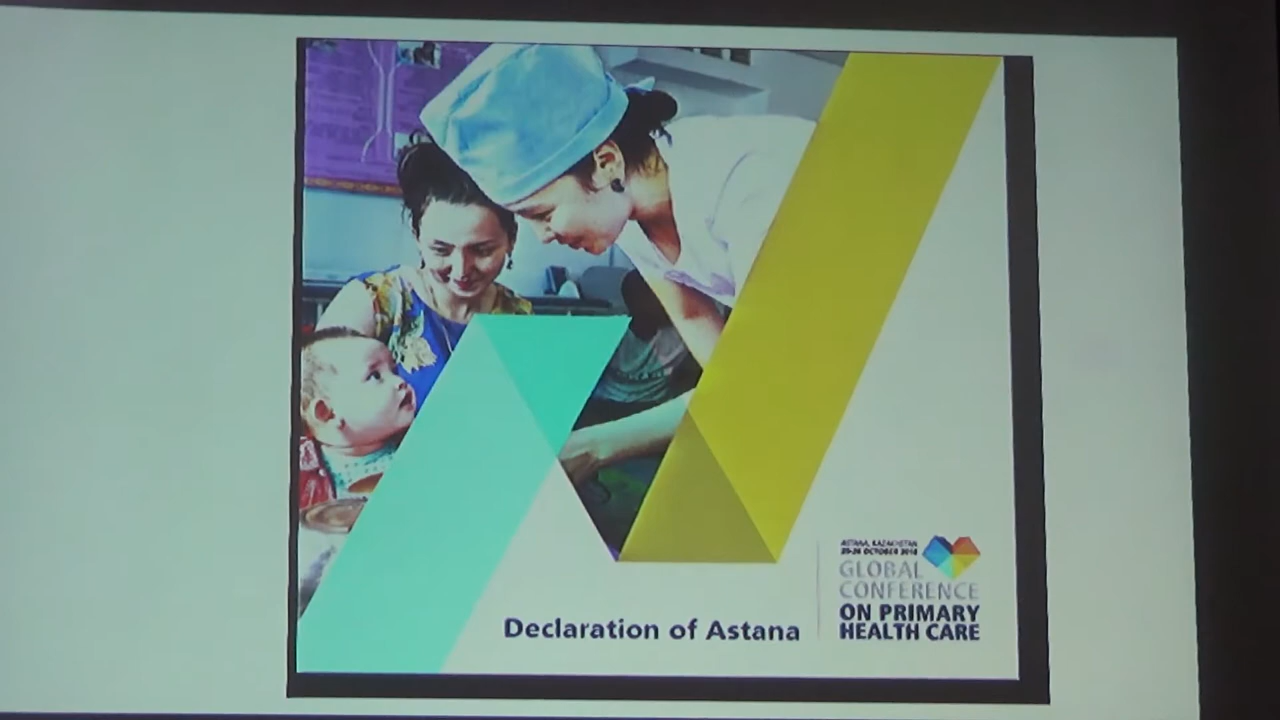 Declaration of Astana
ASTANA, KAZAKHSTAN
25-26 OCTOBER 2018
GLOBAL
CONFERENCE
ON PRIMARY
HEALTH CARE